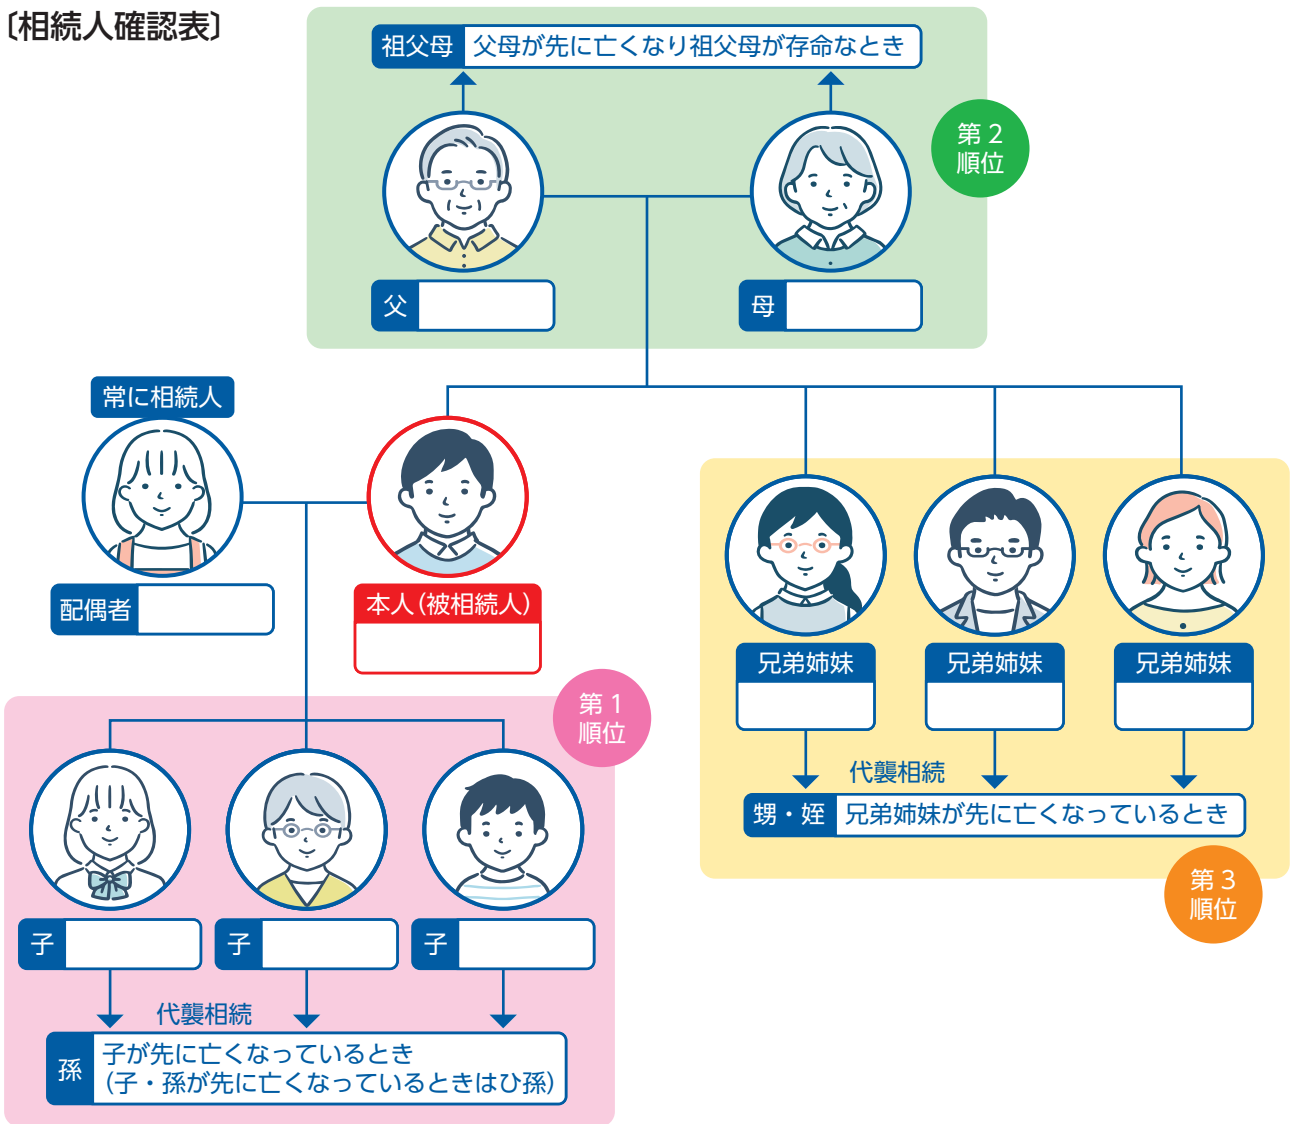 〔相続人確認表〕
祖父母 父母が先に亡くなり祖父母が存命なとき
第2
順位
父
母
常に相続人
配偶者
本人(被相続人)
兄弟姉妹
兄弟姉妹
兄弟姉妹
代襲相続
甥・姪 兄弟姉妹が先に亡くなっているとき
第3
順位
第1
順位
子
子
子
代襲相続
孫
子が先に亡くなっているとき
(子・孫が先に亡くなっているときはひ孫)